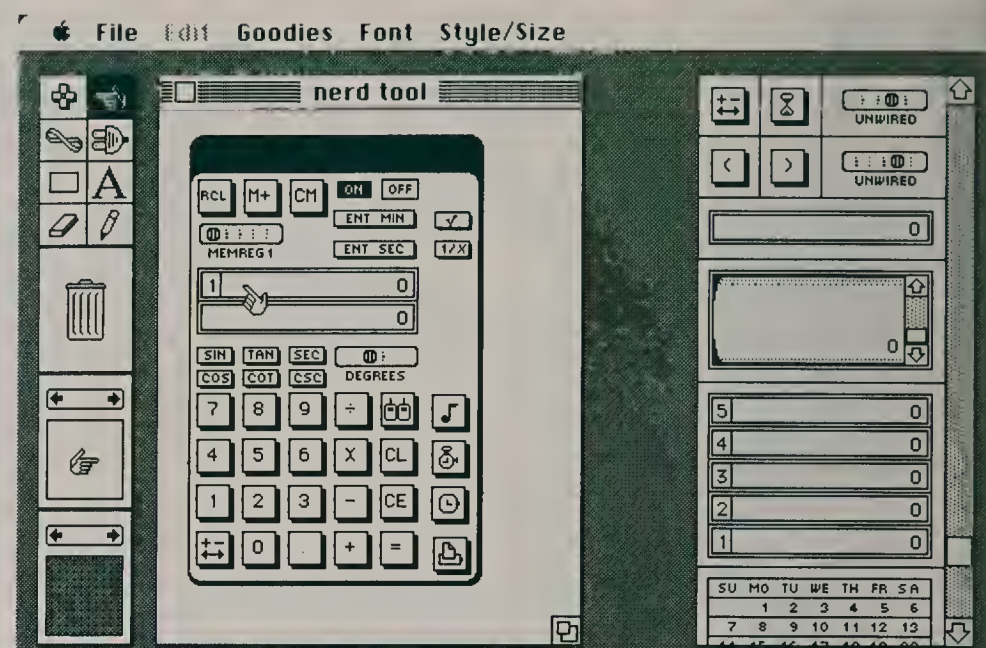 File Edit Goodies Font Style/Size
nerd tool
RCL M+ CM ON OFF
ENT MIN √
MEMREG1 ENT SEC 1/X
1 0
0
SIN TAN SEC
COS COT CSC DEGREES
7 8 9 ÷
4 5 6 X CL
1 2 3 - CE
+- 0 . + =
A
+- UNWIRED
< > UNWIRED
0
0
5 0
4 0
3 0
2 0
1 0
SU MO TU WE TH FR SA
1 2 3 4 5 6
7 8 9 10 11 12 13